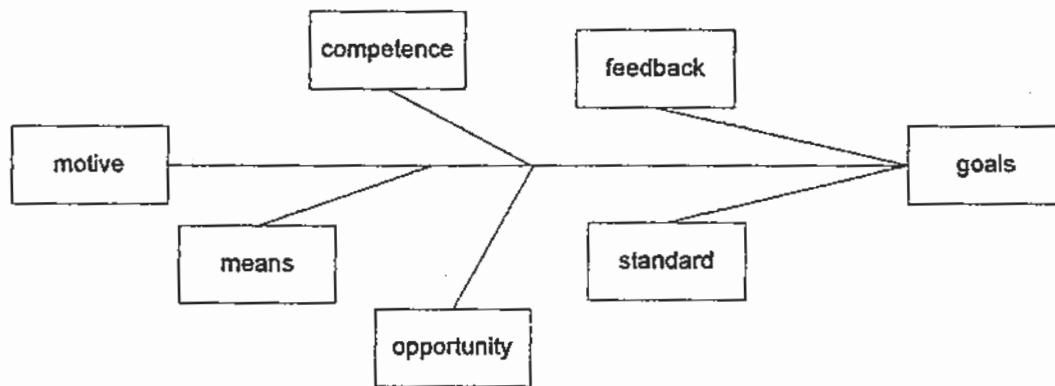 competence
feedback
motive
goals
means
standard
opportunity